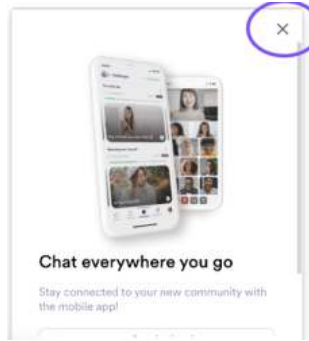 Chat everywhere you go
Stay connected to your new community with
the mobile app!